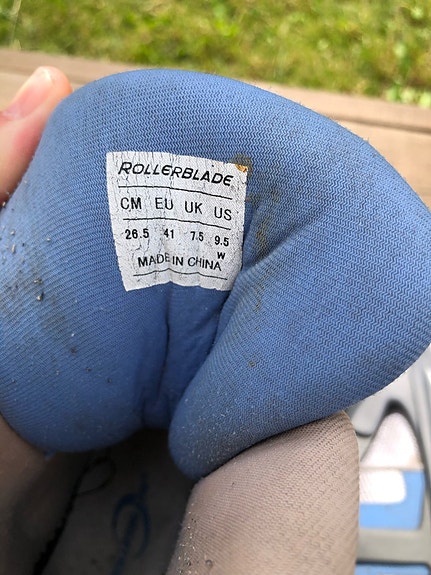 ROLLERBLADE
CM EU UK US
26.5 41 7.5 9.5
W
MADE IN CHINA